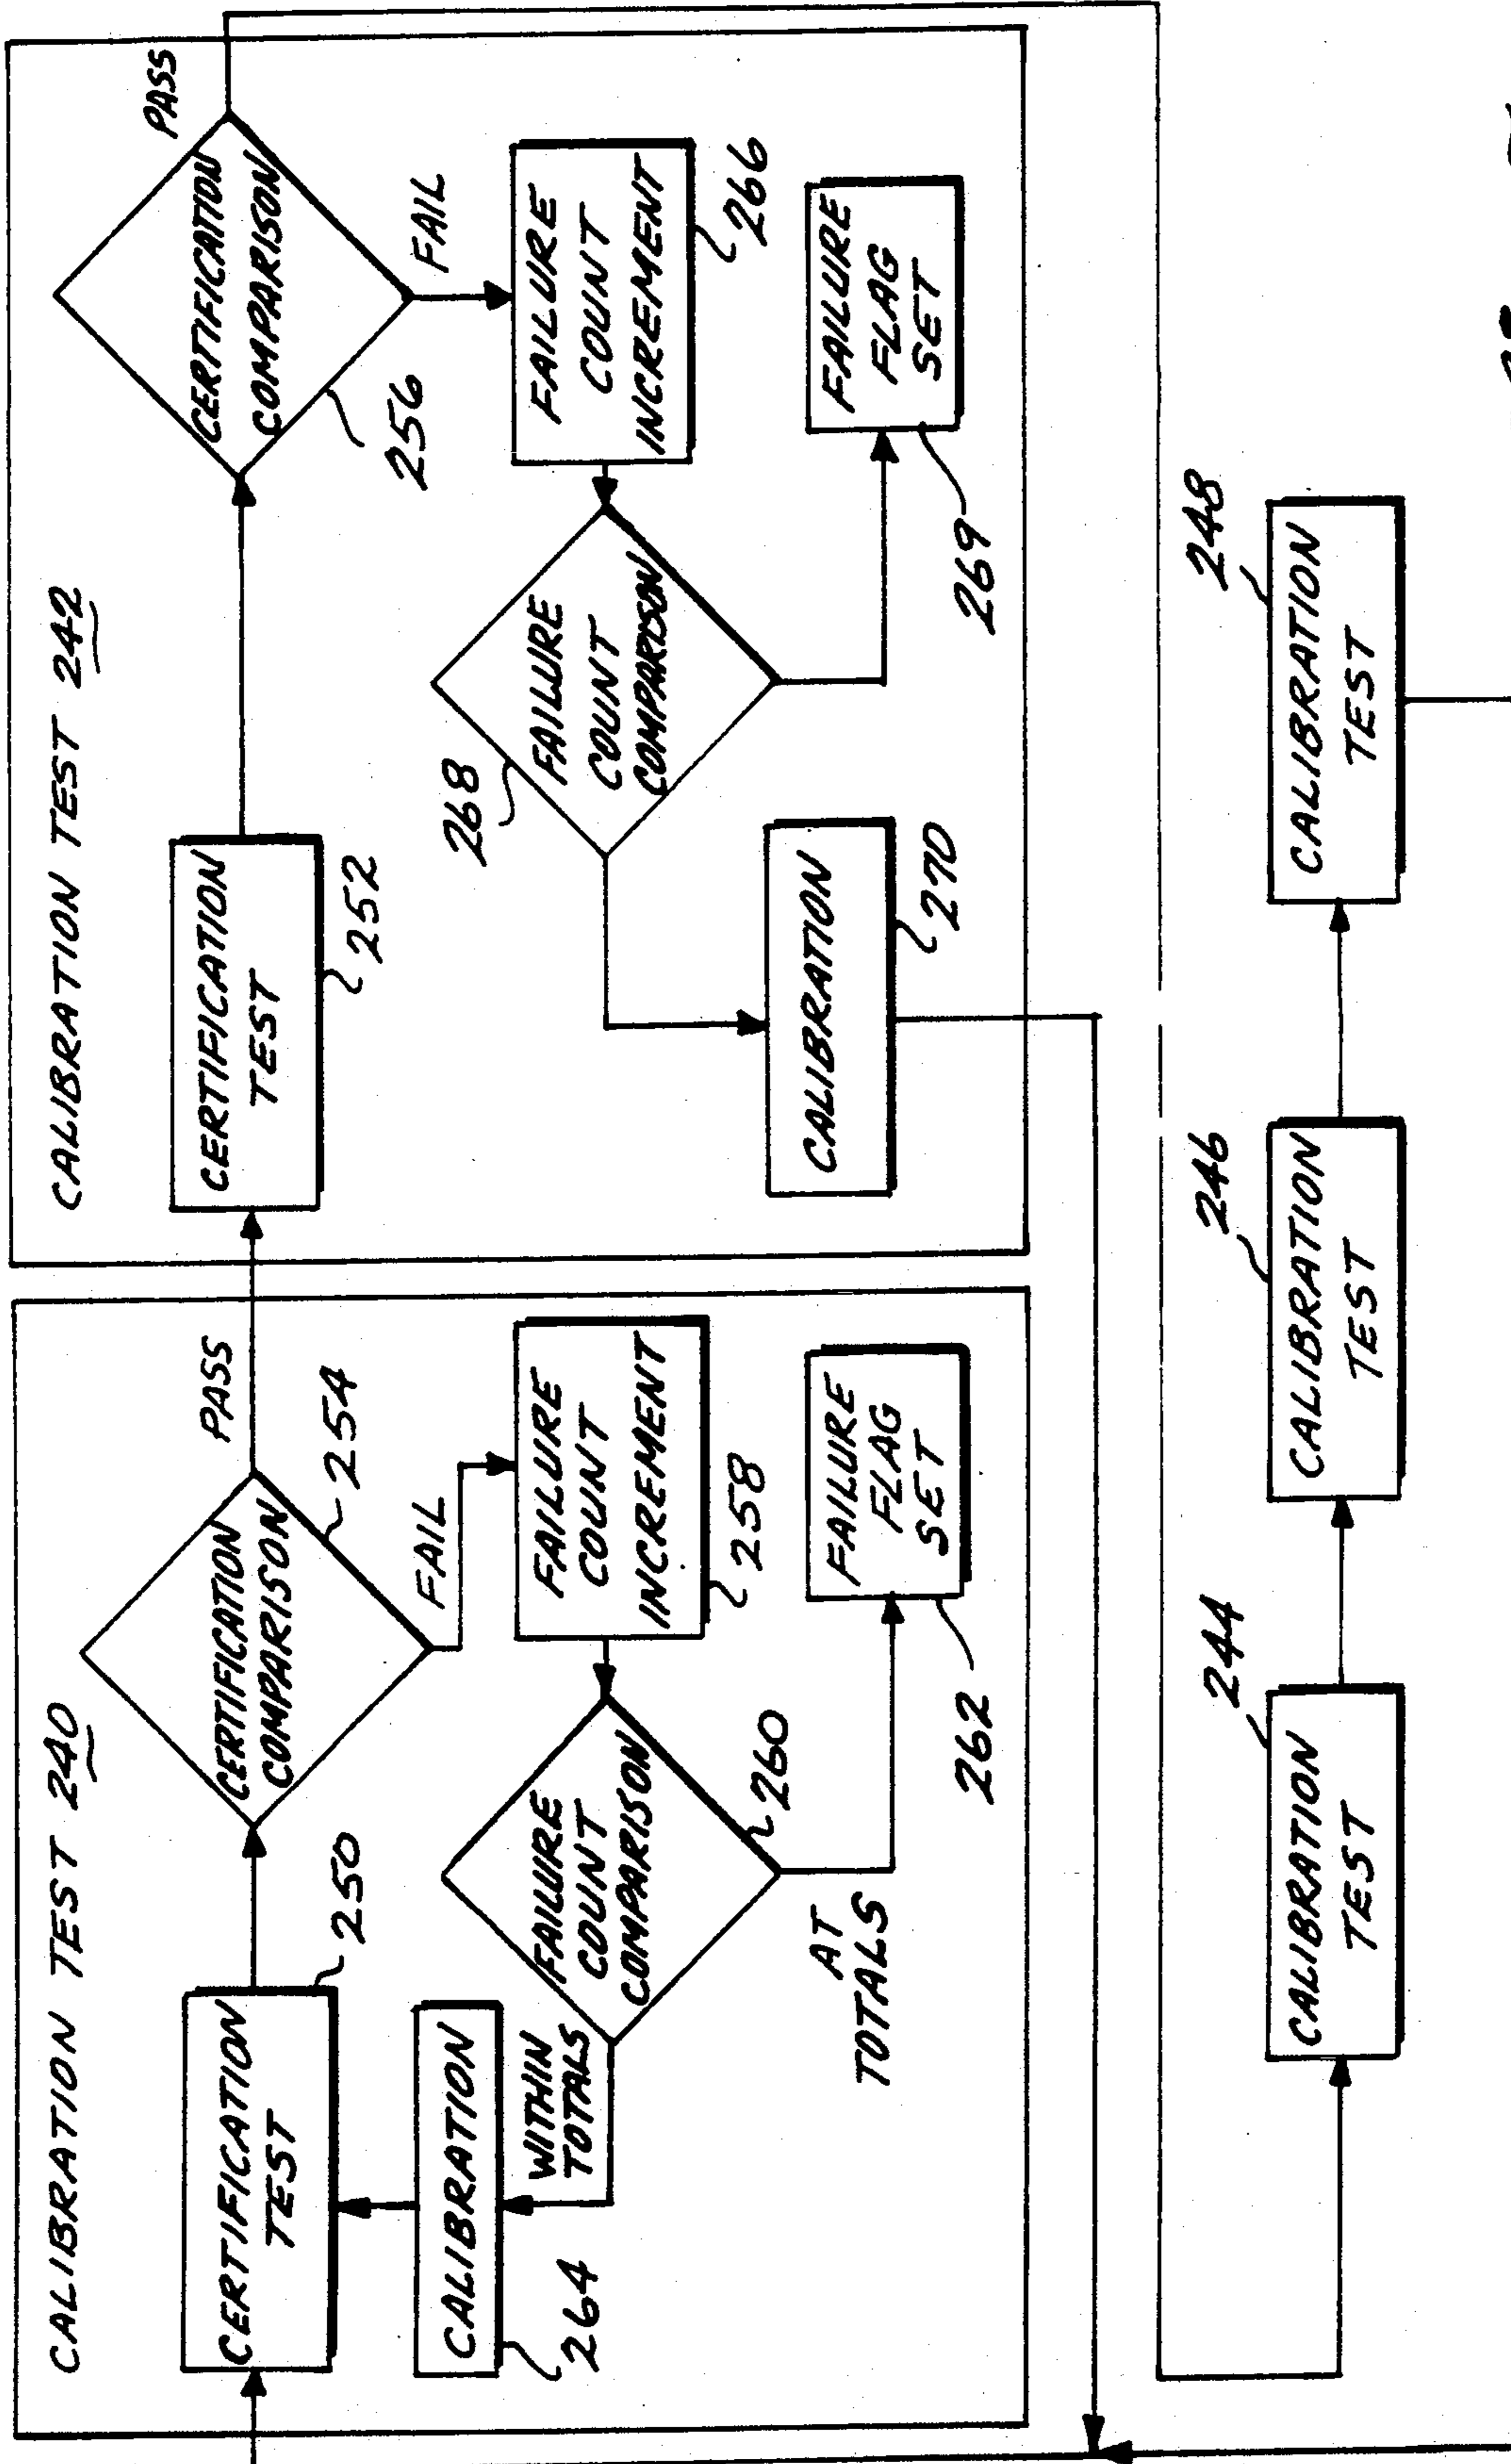 CALIBRATION TEST 240
CERTIFICATION
TEST
250
CERTIFICATION
COMPARISON
PASS
254
FAIL
CALIBRATION
264
WITHIN
TOTALS
FAILURE
COUNT
COMPARISON
260
FAILURE
COUNT
INCREMENT
258
AT
TOTALS
FAILURE
FLAG
SET
262
CALIBRATION TEST 242
CERTIFICATION
TEST
252
CERTIFICATION
COMPARISON
PASS
256
FAIL
268
FAILURE
COUNT
COMPARISON
FAILURE
COUNT
INCREMENT
266
CALIBRATION
270
FAILURE
FLAG
SET
269
244
CALIBRATION
TEST
246
CALIBRATION
TEST
248
CALIBRATION
TEST